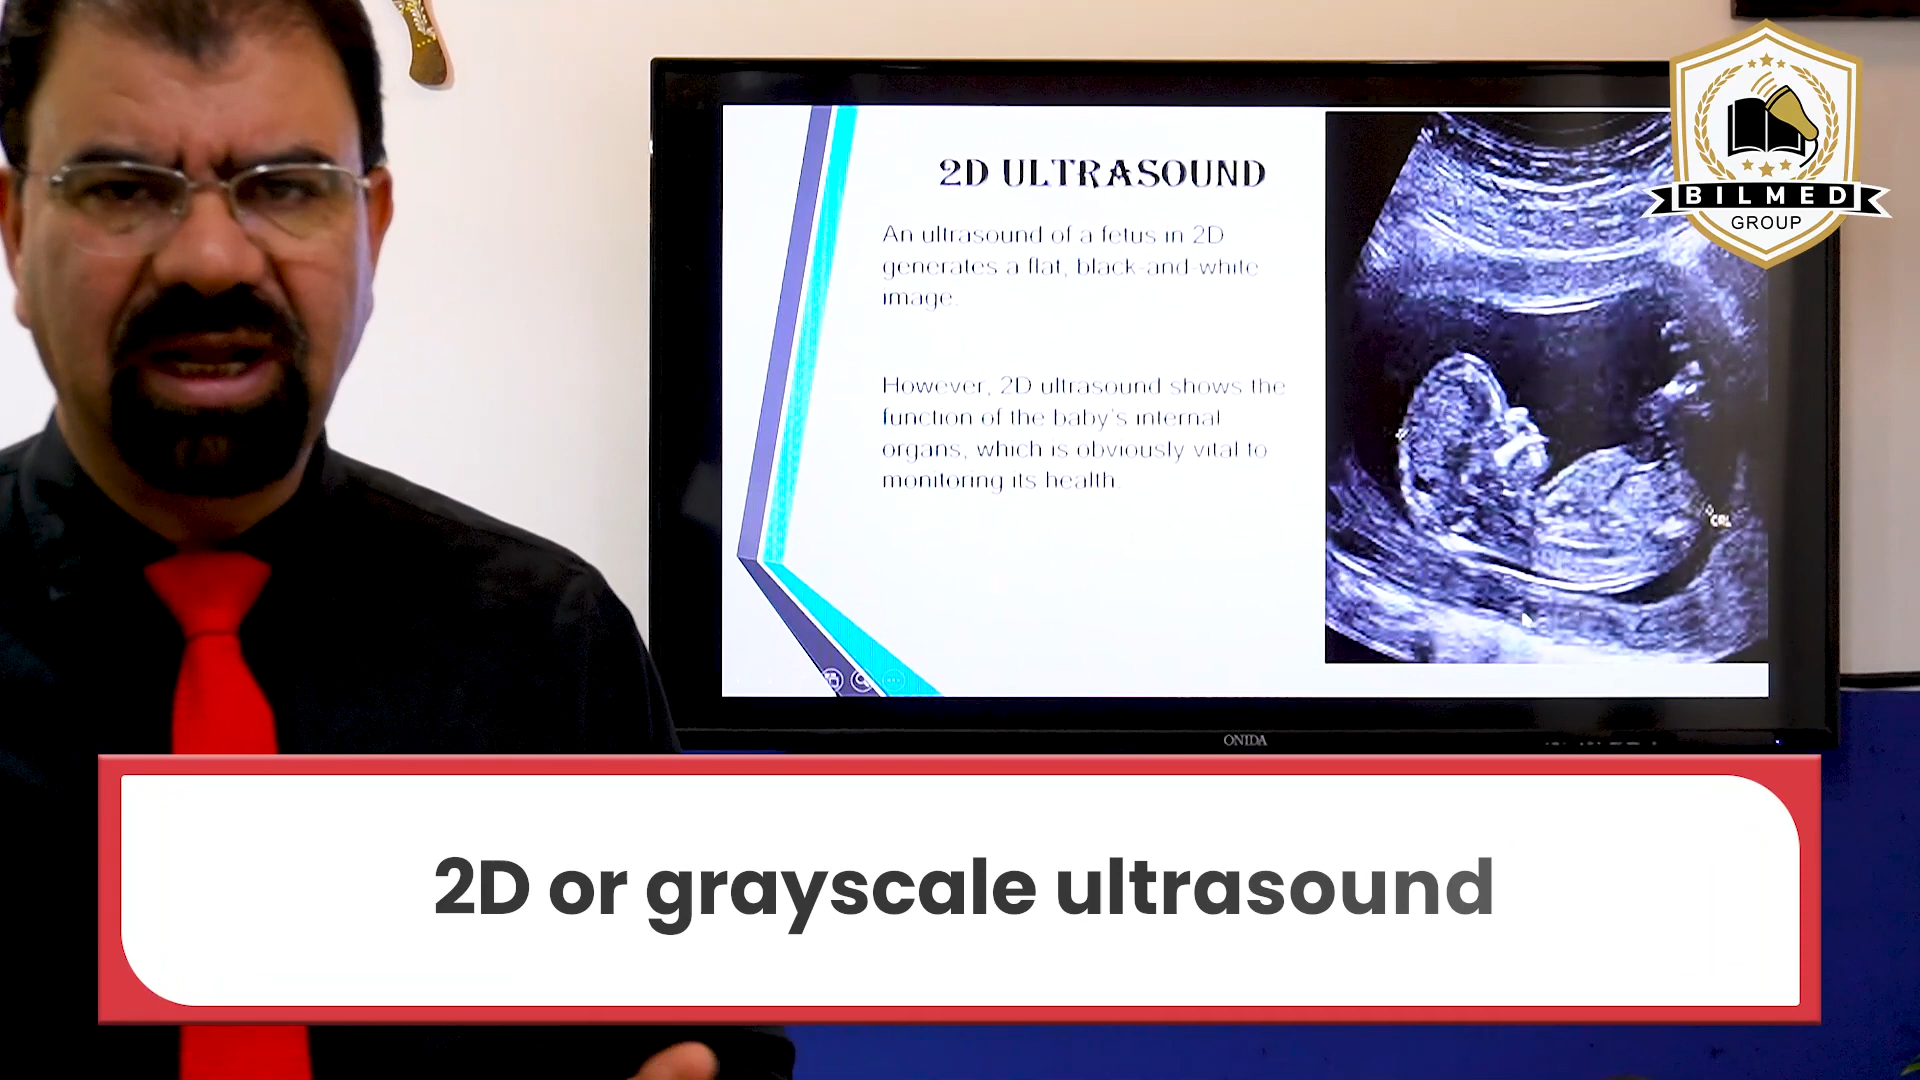 2D ULTRASOUND
An ultrasound of a fetus in 2D
generates a flat, black-and-white
image.
However, 2D ultrasound shows the
function of the baby's internal
organs, which is obviously vital to
monitoring its health.
CRL
BILMED
GROUP
ONIDA
2D or grayscale ultrasound